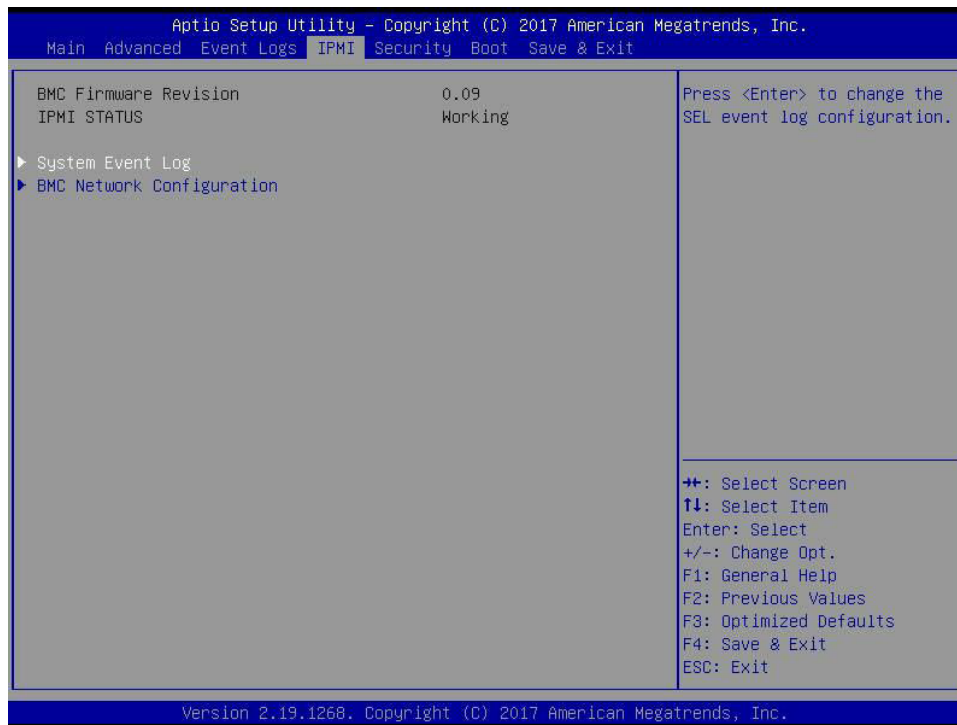 Aptio Setup Utility – Copyright (C) 2017 American Megatrends, Inc.
Main Advanced Event Logs IPMI Security Boot Save & Exit
BMC Firmware Revision 0.09
IPMI STATUS Working
▶ System Event Log
▶ BMC Network Configuration
Press <Enter> to change the
SEL event log configuration.
→←: Select Screen
↑↓: Select Item
Enter: Select
+/-: Change Opt.
F1: General Help
F2: Previous Values
F3: Optimized Defaults
F4: Save & Exit
ESC: Exit
Version 2.19.1268. Copyright (C) 2017 American Megatrends, Inc.